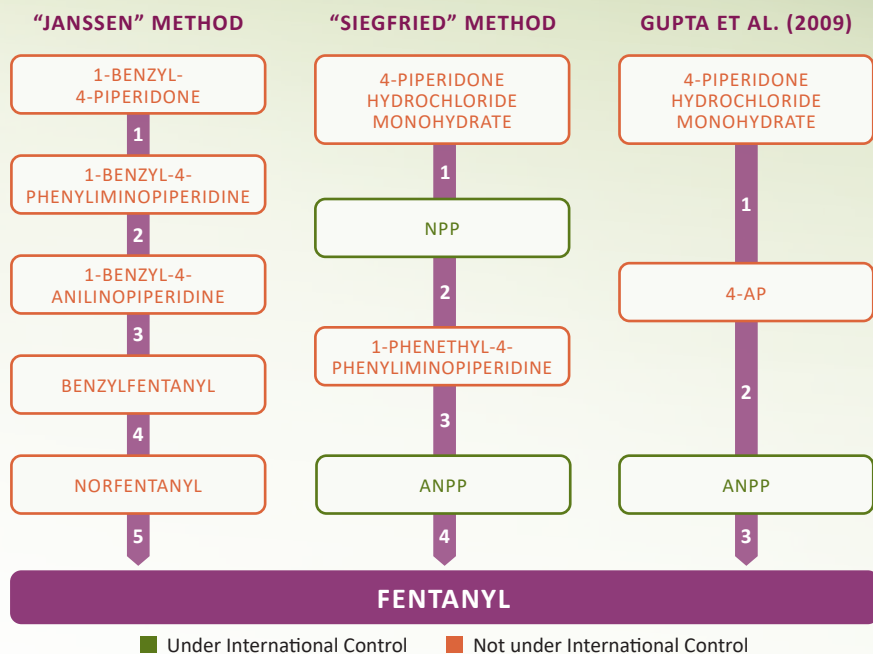 "JANSSEN" METHOD
1-BENZYL-
4-PIPERIDONE
1
1-BENZYL-4-
PHENYLIMINOPIPERIDINE
2
1-BENZYL-4-
ANILINOPIPERIDINE
3
BENZYLFENTANYL
4
NORFENTANYL
5
"SIEGFRIED" METHOD
4-PIPERIDONE
HYDROCHLORIDE
MONOHYDRATE
1
NPP
2
1-PHENETHYL-4-
PHENYLIMINOPIPERIDINE
3
ANPP
4
GUPTA ET AL. (2009)
4-PIPERIDONE
HYDROCHLORIDE
MONOHYDRATE
1
4-AP
2
ANPP
3
FENTANYL
Under International Control
Not under International Control